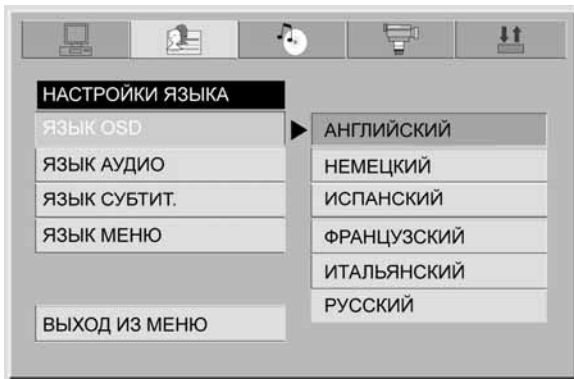 НАСТРОЙКИ ЯЗЫКА
ЯЗЫК OSD
ЯЗЫК АУДИО
ЯЗЫК СУБТИТ.
ЯЗЫК МЕНЮ
ВЫХОД ИЗ МЕНЮ
АНГЛИЙСКИЙ
НЕМЕЦКИЙ
ИСПАНСКИЙ
ФРАНЦУЗСКИЙ
ИТАЛЬЯНСКИЙ
РУССКИЙ